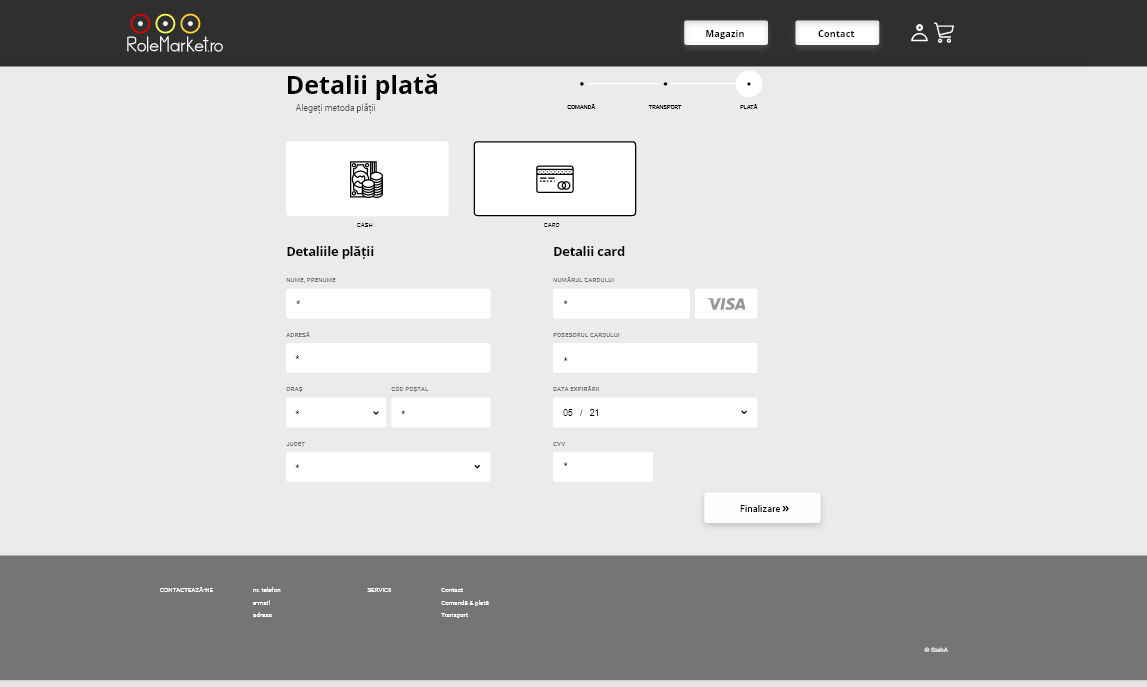 RoleMarket.ro
Magazin
Contact
Detalii plată
Alegeți metoda plății
COMANDĂ
TRANSPORT
PLATĂ
CASH
CARD
Detaliile plății
NUME, PRENUME
*
ADRESĂ
*
ORAȘ
COD POȘTAL
*
*
JUDEȚ
*
Detalii card
NUMĂRUL CARDULUI
*
VISA
POSESORUL CARDULUI
*
DATA EXPIRĂRII
05 / 21
CVV
*
Finalizare »
CONTACTEAZĂ-NE
nr. telefon
e-mail
adresa
SERVICII
Contact
Comandă & plată
Transport
© StahA